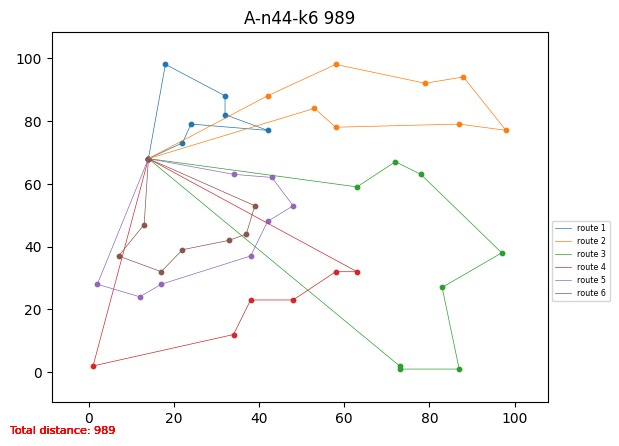 A-n44-k6 989
100
80
60
40
20
0
0 20 40 60 80 100
route 1
route 2
route 3
route 4
route 5
route 6
Total distance: 989